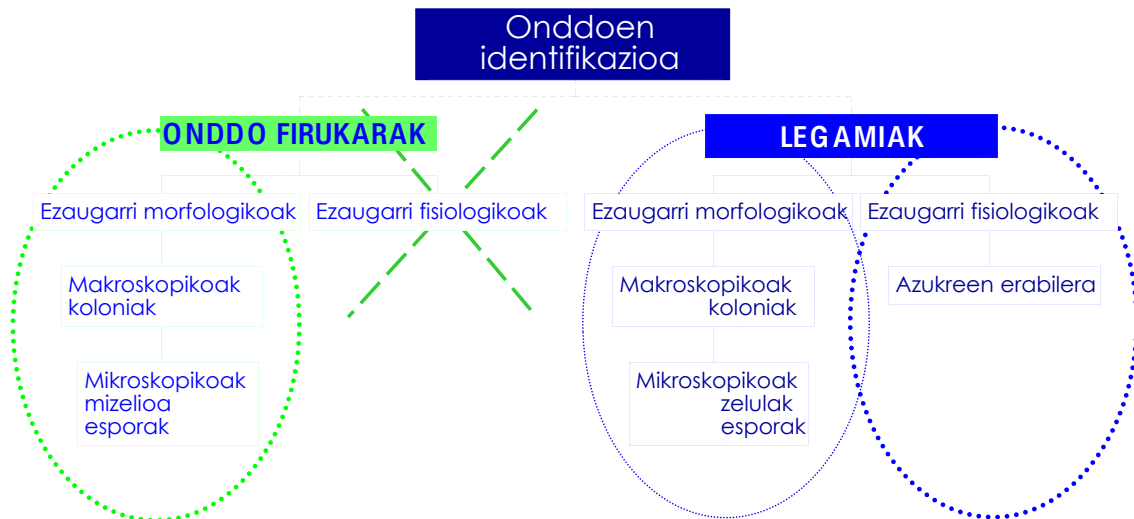 Onddoen
identifikazioa
ONDDO FIRUKARAK
LEGAMIAK
Ezaugarri morfologikoak
Ezaugarri fisiologikoak
Ezaugarri morfologikoak
Ezaugarri fisiologikoak
Makroskopikoak
koloniak
Makroskopikoak
koloniak
Azukreen erabilera
Mikroskopikoak
mizelioa
esporak
Mikroskopikoak
zelulak
esporak